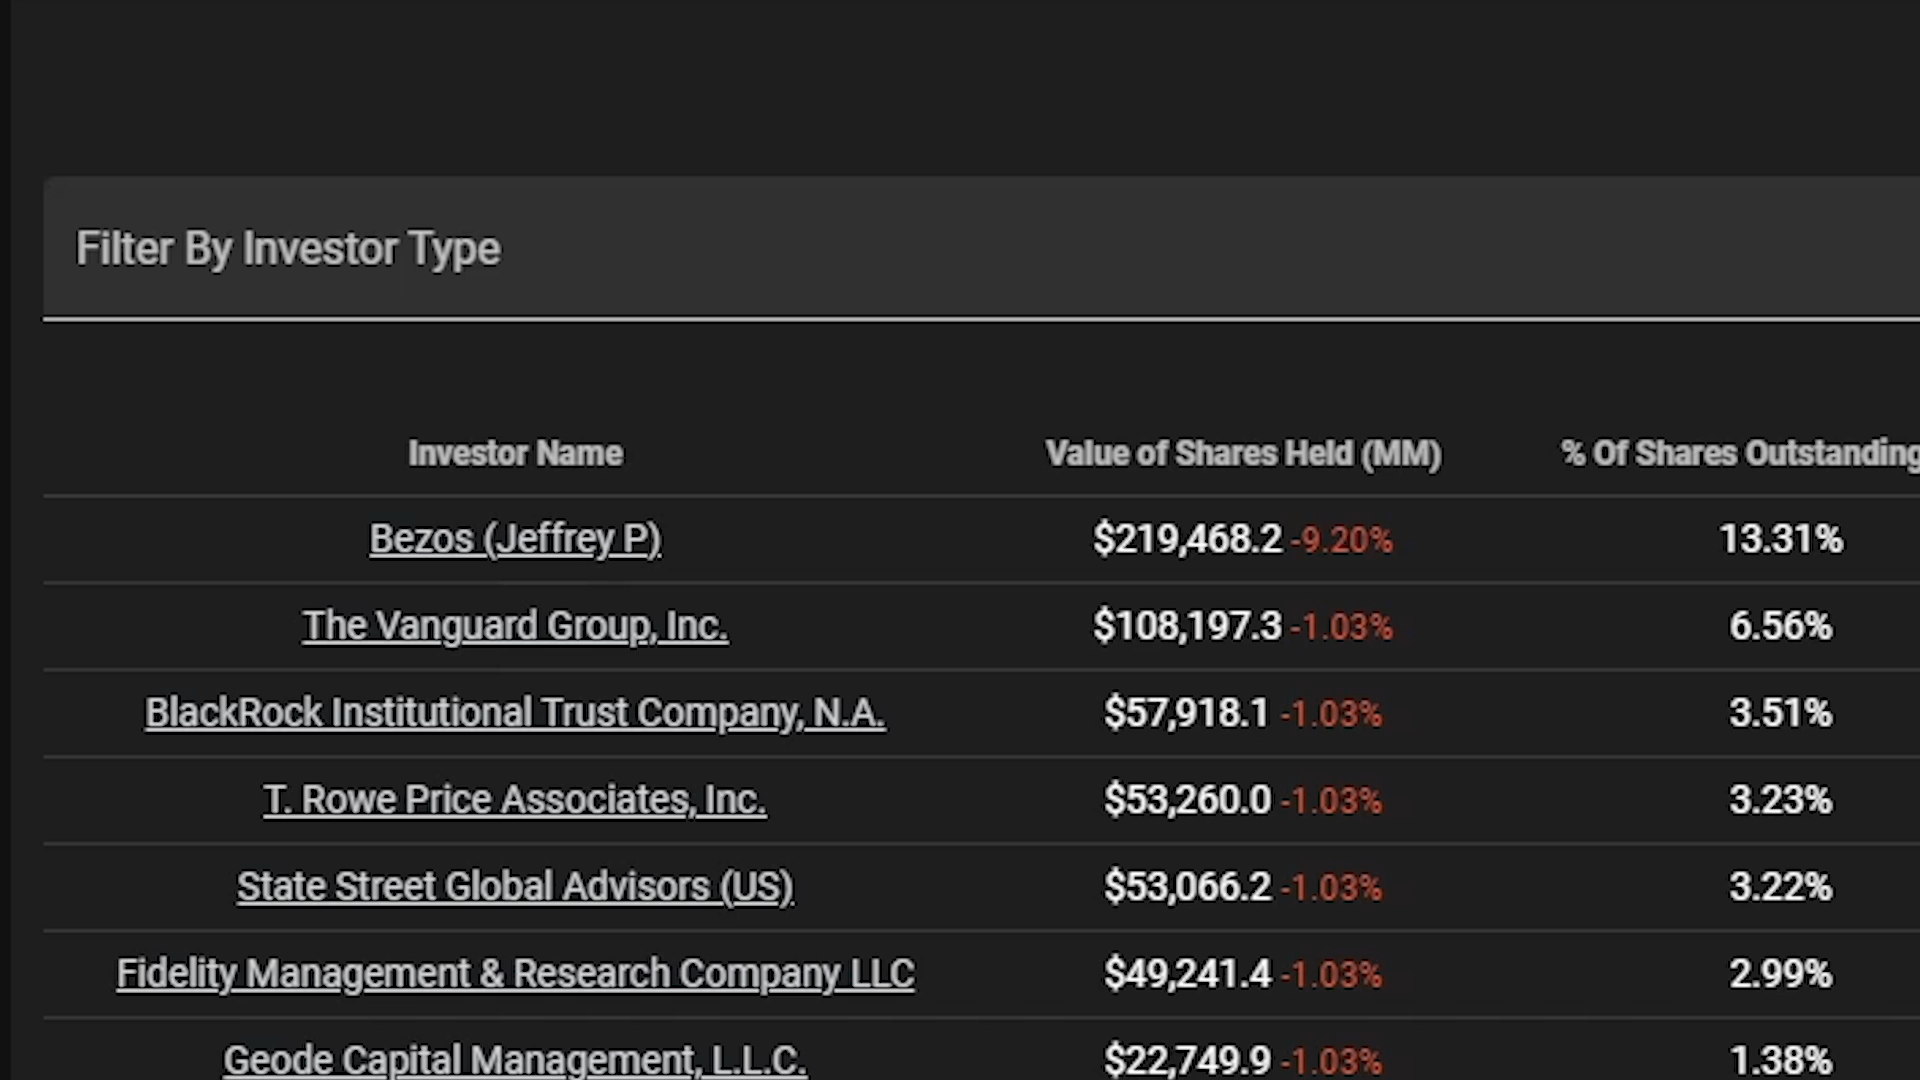 Filter By Investor Type
Investor Name Value of Shares Held (MM) % Of Shares Outstanding
Bezos (Jeffrey P) $219,468.2 -9.20% 13.31%
The Vanguard Group, Inc. $108,197.3 -1.03% 6.56%
BlackRock Institutional Trust Company, N.A. $57,918.1 -1.03% 3.51%
T. Rowe Price Associates, Inc. $53,260.0 -1.03% 3.23%
State Street Global Advisors (US) $53,066.2 -1.03% 3.22%
Fidelity Management & Research Company LLC $49,241.4 -1.03% 2.99%
Geode Capital Management, L.L.C. $22,749.9 -1.03% 1.38%